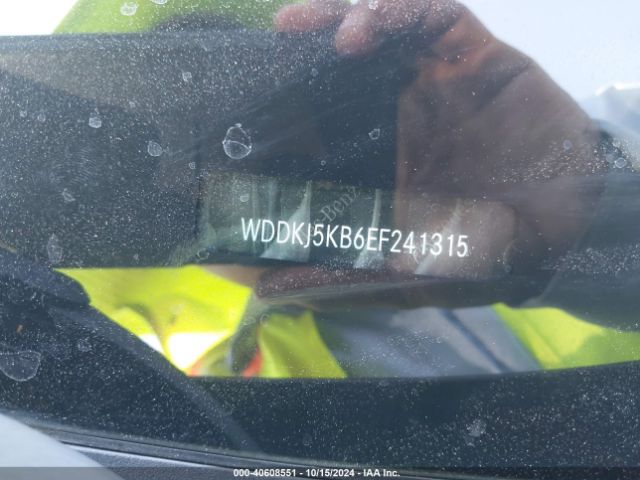 WDDKJ5KB6EF241315
000-40608551 - 10/15/2024 - IAA Inc.